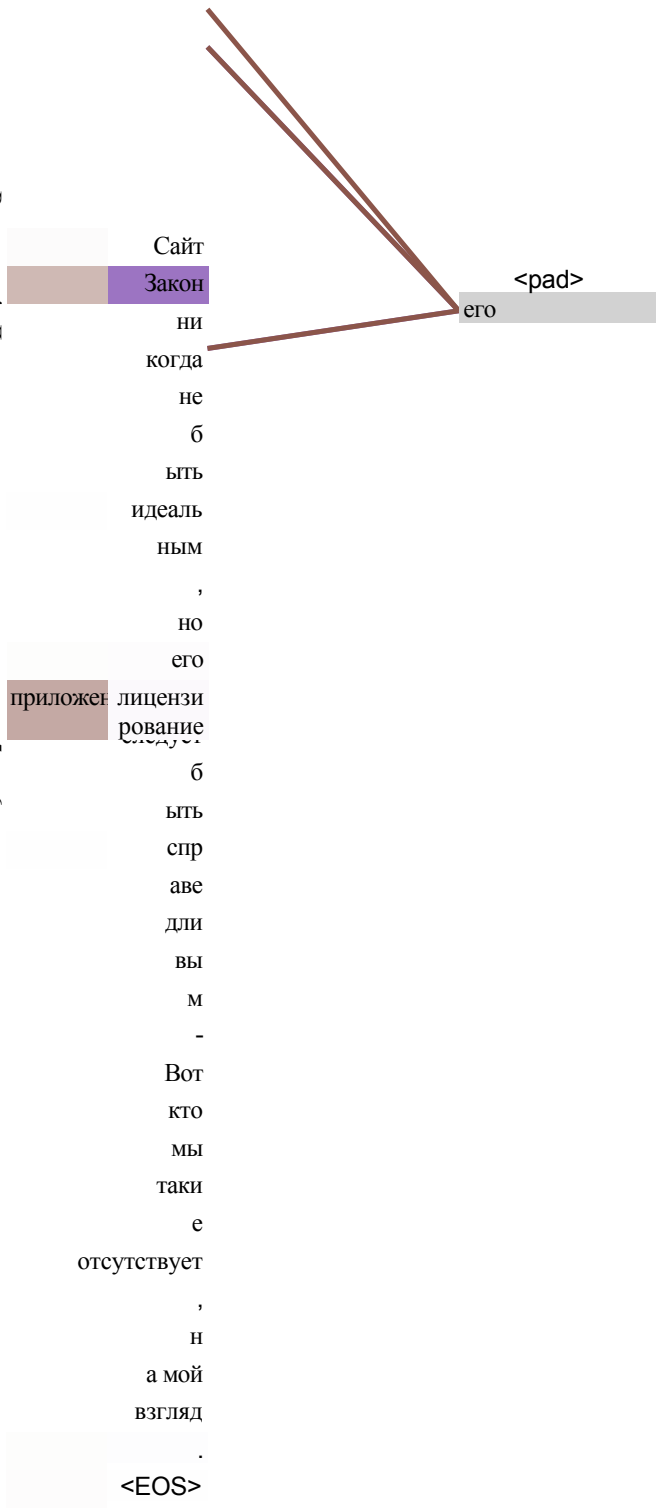 Сайт
Закон
<pad>
его
ни
когда
не
б
ыть
идеаль
ным
,
но
его
приложен лицензи
рование
следует
б
ыть
спр
аве
дли
вы
м
-
Вот
кто
мы
таки
е
отсутствует
,
н
а мой
взгляд
.
<EOS>